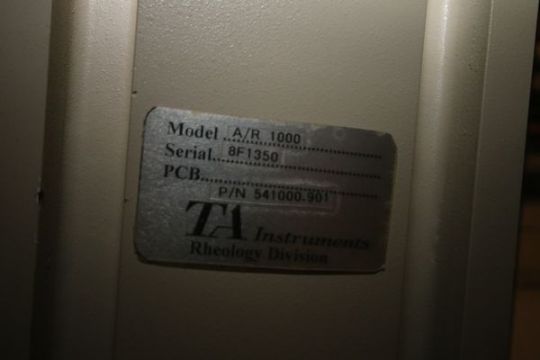 Model A/R 1000
Serial 8F1350
PCB
P/N 541000.901
TA Instruments
Rheology Division